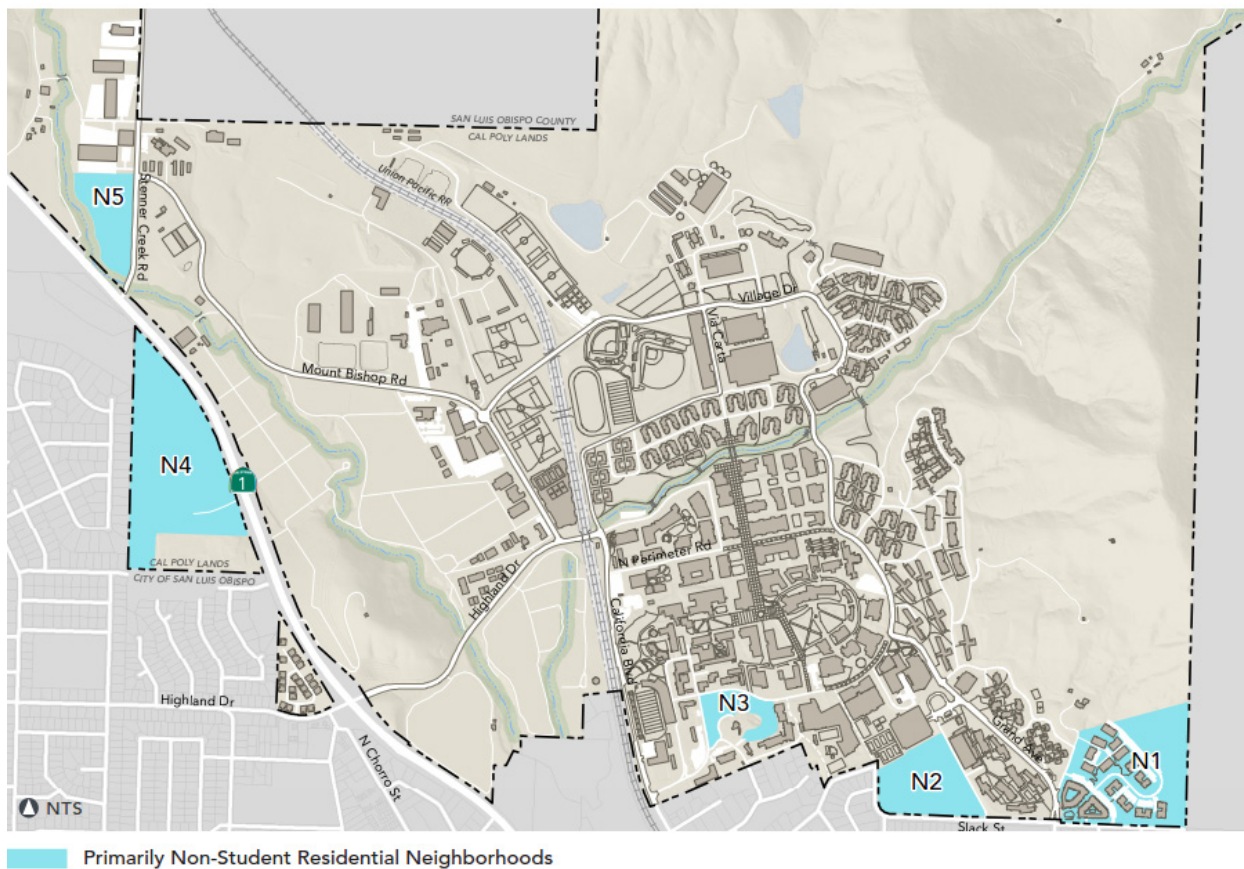 SAN LUIS OBISPO COUNTY
CAL POLY LANDS
Union Pacific RR
N5
Stenner Creek Rd
Village Dr
Via Carta
Mount Bishop Rd
N4
1
N Perimeter Rd
CAL POLY LANDS
CITY OF SAN LUIS OBISPO
Highland Dr
California Blvd
Highland Dr
N3
Grand Ave
N Chorro St
N1
N2
NTS
Slack St
Primarily Non-Student Residential Neighborhoods